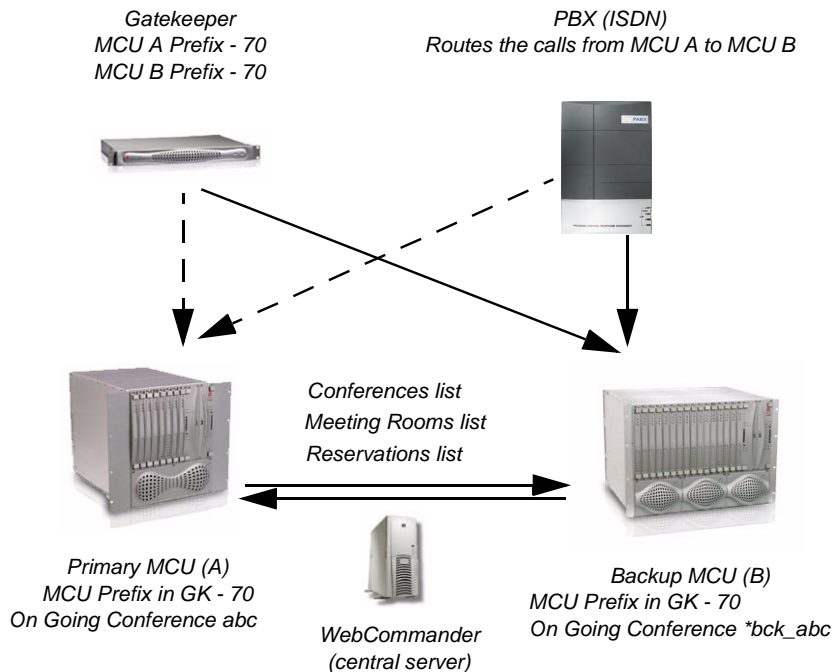 Gatekeeper
MCU A Prefix - 70
MCU B Prefix - 70
PBX (ISDN)
Routes the calls from MCU A to MCU B
PABX
Conferences list
Meeting Rooms list
Reservations list
Primary MCU (A)
MCU Prefix in GK - 70
On Going Conference abc
WebCommander
(central server)
Backup MCU (B)
MCU Prefix in GK - 70
On Going Conference *bck_abc